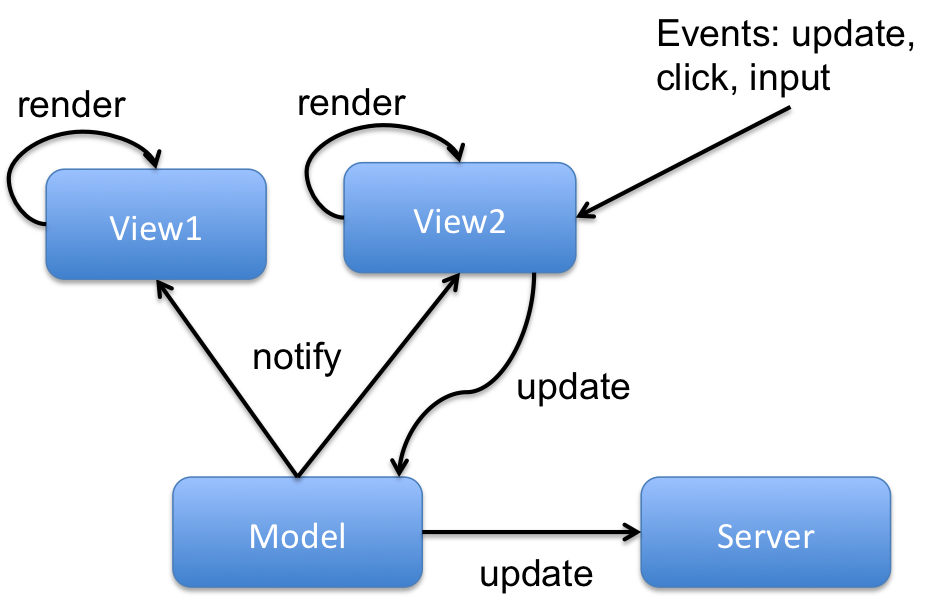 Events: update,
click, input
render
render
View1
View2
notify
update
Model
Server
update